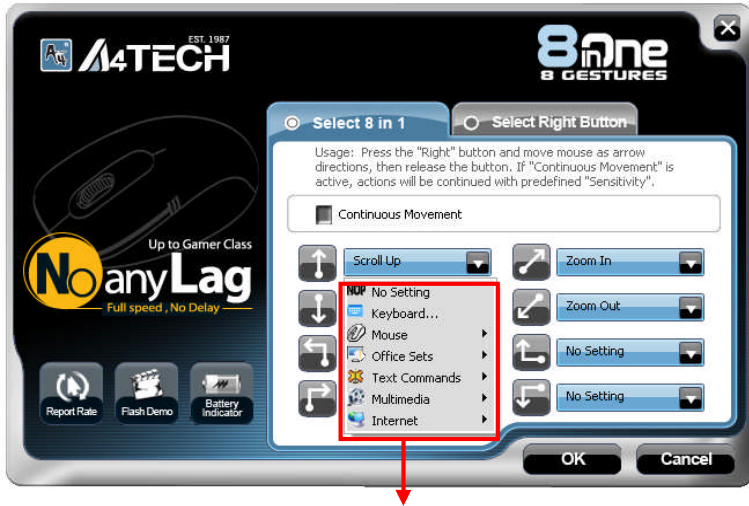 EST. 1987
A4TECH
8 in One
8 GESTURES
Select 8 in 1
Select Right Button
Usage: Press the "Right" button and move mouse as arrow
directions, then release the button. If "Continuous Movement" is
active, actions will be continued with predefined "Sensitivity".
Continuous Movement
Up to Gamer Class
No any Lag
Full speed , No Delay
Scroll Up
Zoom In
NOP No Setting
Keyboard...
Mouse
Office Sets
Text Commands
Multimedia
Internet
Zoom Out
No Setting
No Setting
Report Rate
Flash Demo
Battery
Indicator
OK
Cancel